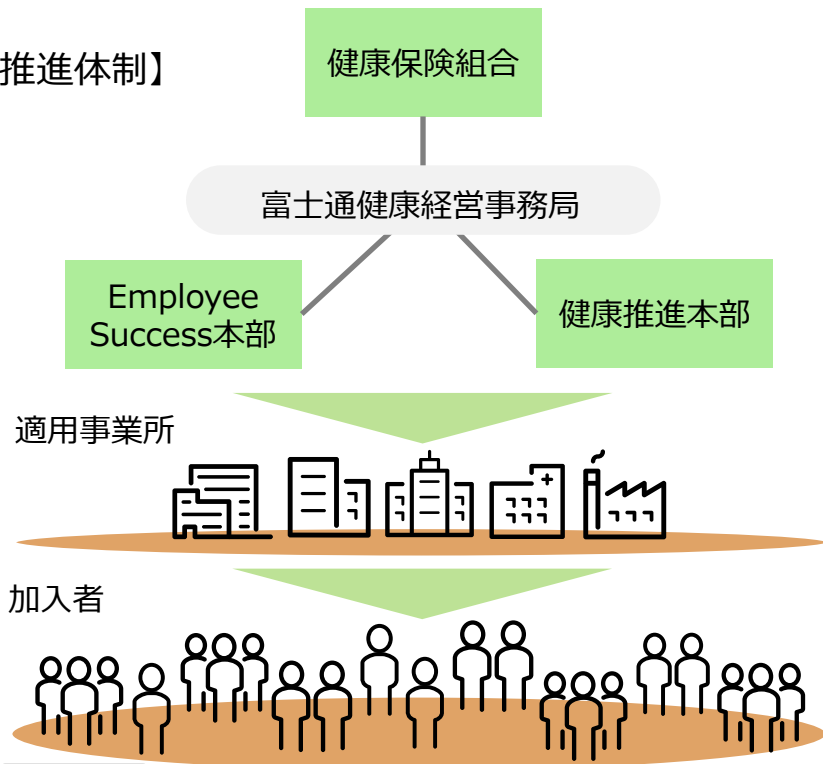 推進体制】
健康保険組合
富士通健康経営事務局
Employee
Success本部
健康推進本部
適用事業所
加入者